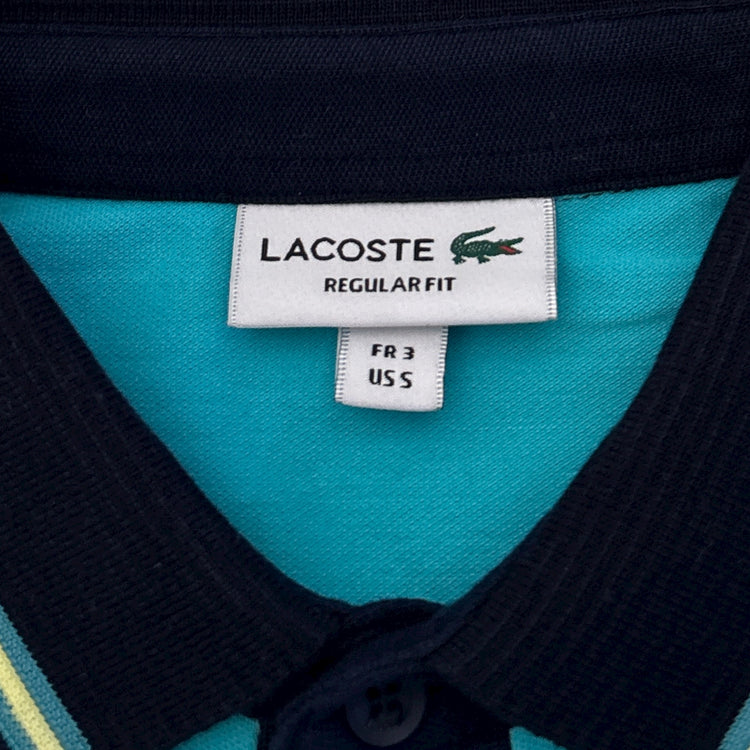 LACOSTE
REGULAR FIT
FR 3
US S